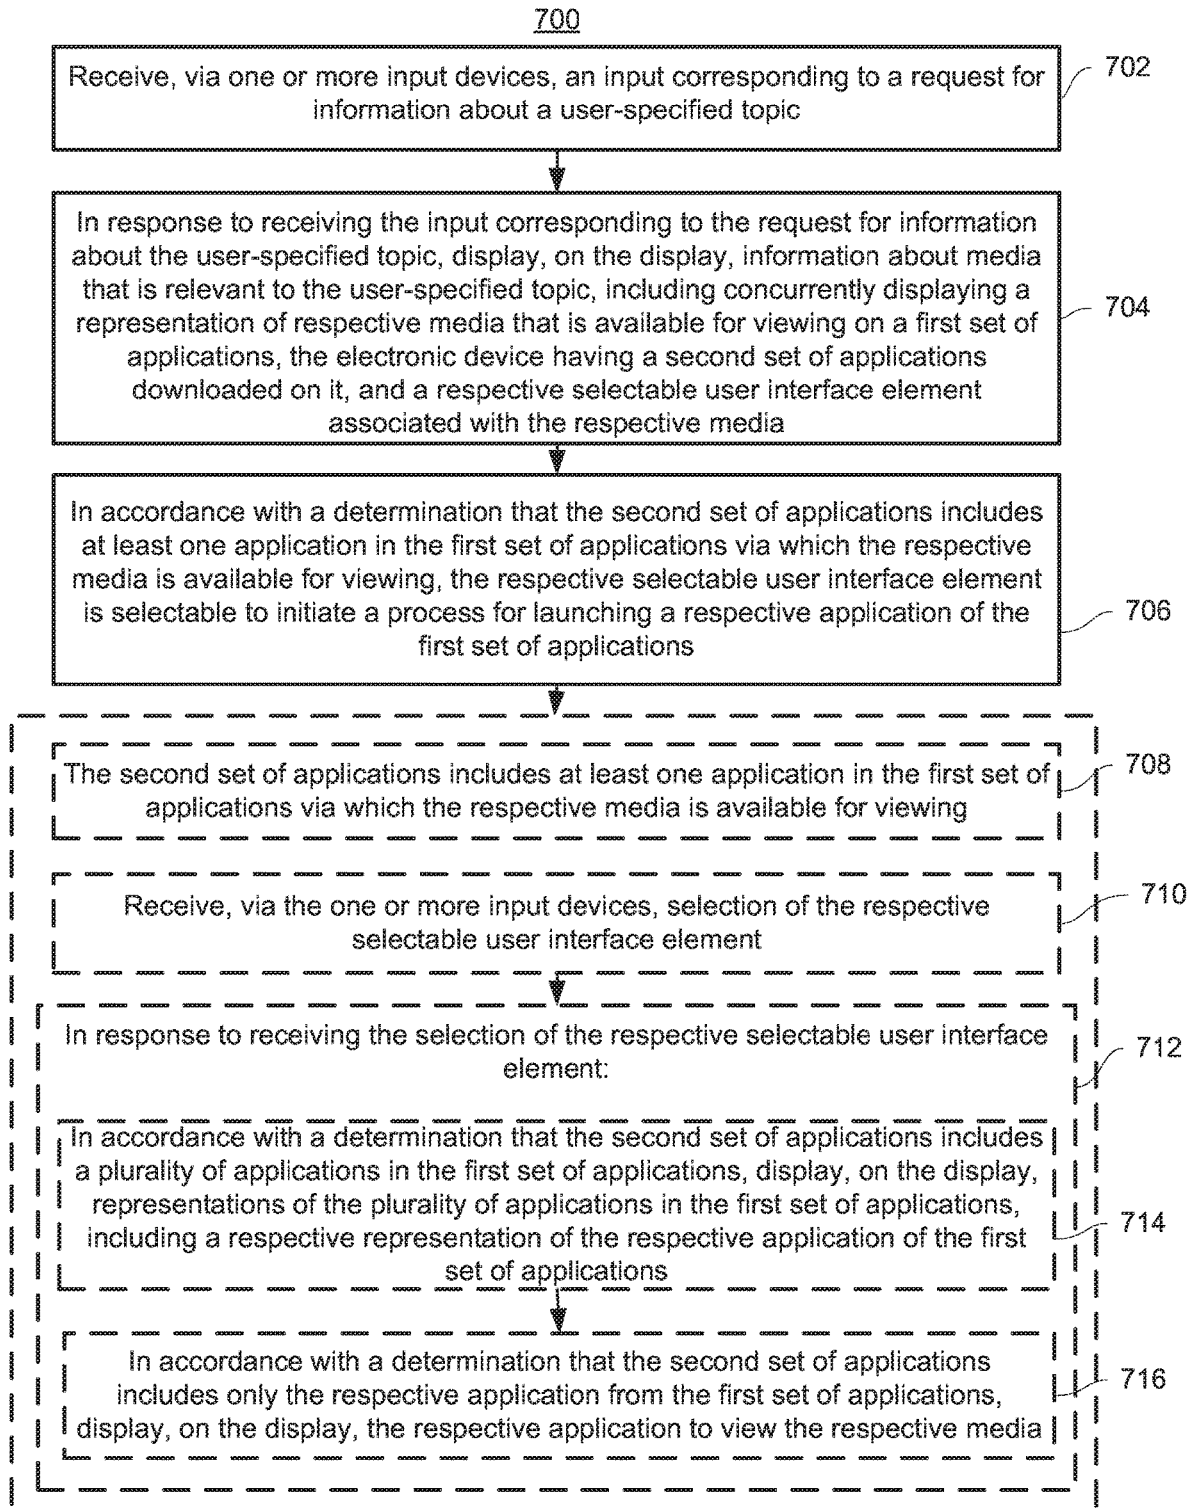 700
Receive, via one or more input devices, an input corresponding to a request for
information about a user-specified topic
702
In response to receiving the input corresponding to the request for information
about the user-specified topic, display, on the display, information about media
that is relevant to the user-specified topic, including concurrently displaying a
representation of respective media that is available for viewing on a first set of
applications, the electronic device having a second set of applications
downloaded on it, and a respective selectable user interface element
associated with the respective media
704
In accordance with a determination that the second set of applications includes
at least one application in the first set of applications via which the respective
media is available for viewing, the respective selectable user interface element
is selectable to initiate a process for launching a respective application of the
first set of applications
706
The second set of applications includes at least one application in the first set of
applications via which the respective media is available for viewing
708
Receive, via the one or more input devices, selection of the respective
selectable user interface element
710
In response to receiving the selection of the respective selectable user interface
element:
712
In accordance with a determination that the second set of applications includes
a plurality of applications in the first set of applications, display, on the display,
representations of the plurality of applications in the first set of applications,
including a respective representation of the respective application of the first
set of applications
714
In accordance with a determination that the second set of applications
includes only the respective application from the first set of applications,
display, on the display, the respective application to view the respective media
716